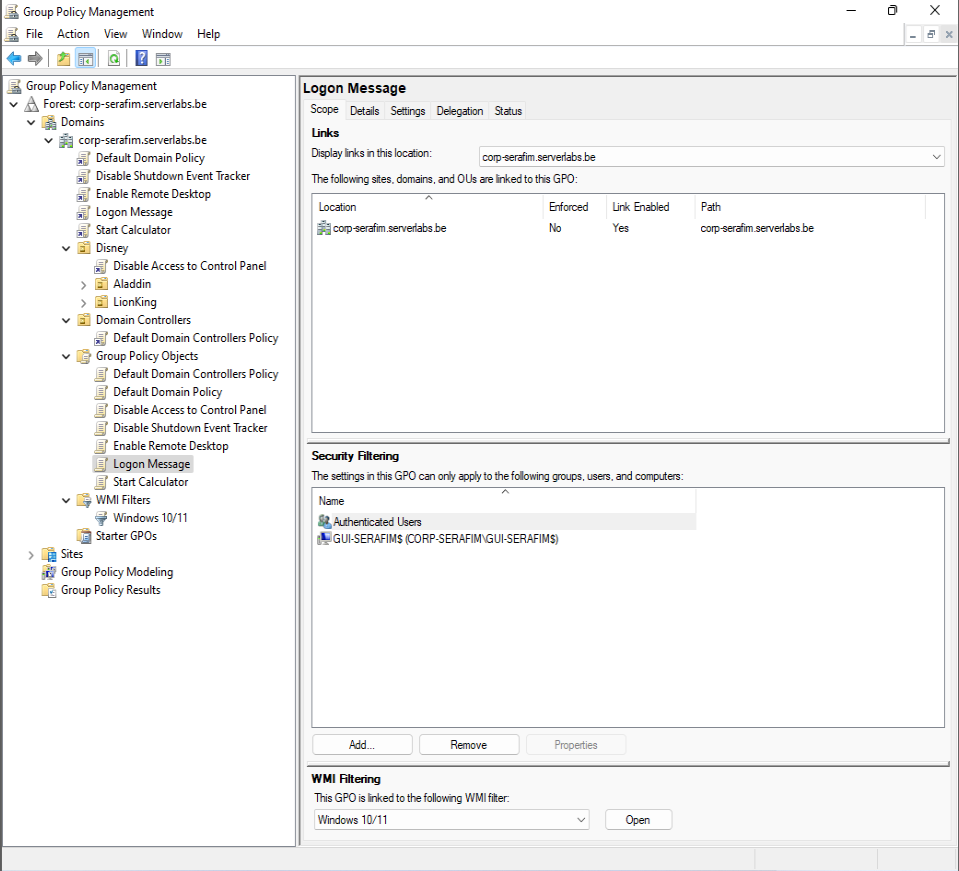 Group Policy Management
File Action View Window Help
Group Policy Management
Forest: corp-serafim.serverlabs.be
Domains
corp-serafim.serverlabs.be
Default Domain Policy
Disable Shutdown Event Tracker
Enable Remote Desktop
Logon Message
Start Calculator
Disney
Disable Access to Control Panel
Aladdin
LionKing
Domain Controllers
Default Domain Controllers Policy
Group Policy Objects
Default Domain Controllers Policy
Default Domain Policy
Disable Access to Control Panel
Disable Shutdown Event Tracker
Enable Remote Desktop
Logon Message
Start Calculator
WMI Filters
Windows 10/11
Starter GPOs
Sites
Group Policy Modeling
Group Policy Results
Logon Message
Scope Details Settings Delegation Status
Links
Display links in this location: corp-serafim.serverlabs.be
The following sites, domains, and OUs are linked to this GPO:
Location Enforced Link Enabled Path
corp-serafim.serverlabs.be No Yes corp-serafim.serverlabs.be
Security Filtering
The settings in this GPO can only apply to the following groups, users, and computers:
Name
Authenticated Users
GUI-SERAFIM$ (CORP-SERAFIM\GUI-SERAFIM$)
Add... Remove Properties
WMI Filtering
This GPO is linked to the following WMI filter:
Windows 10/11 Open